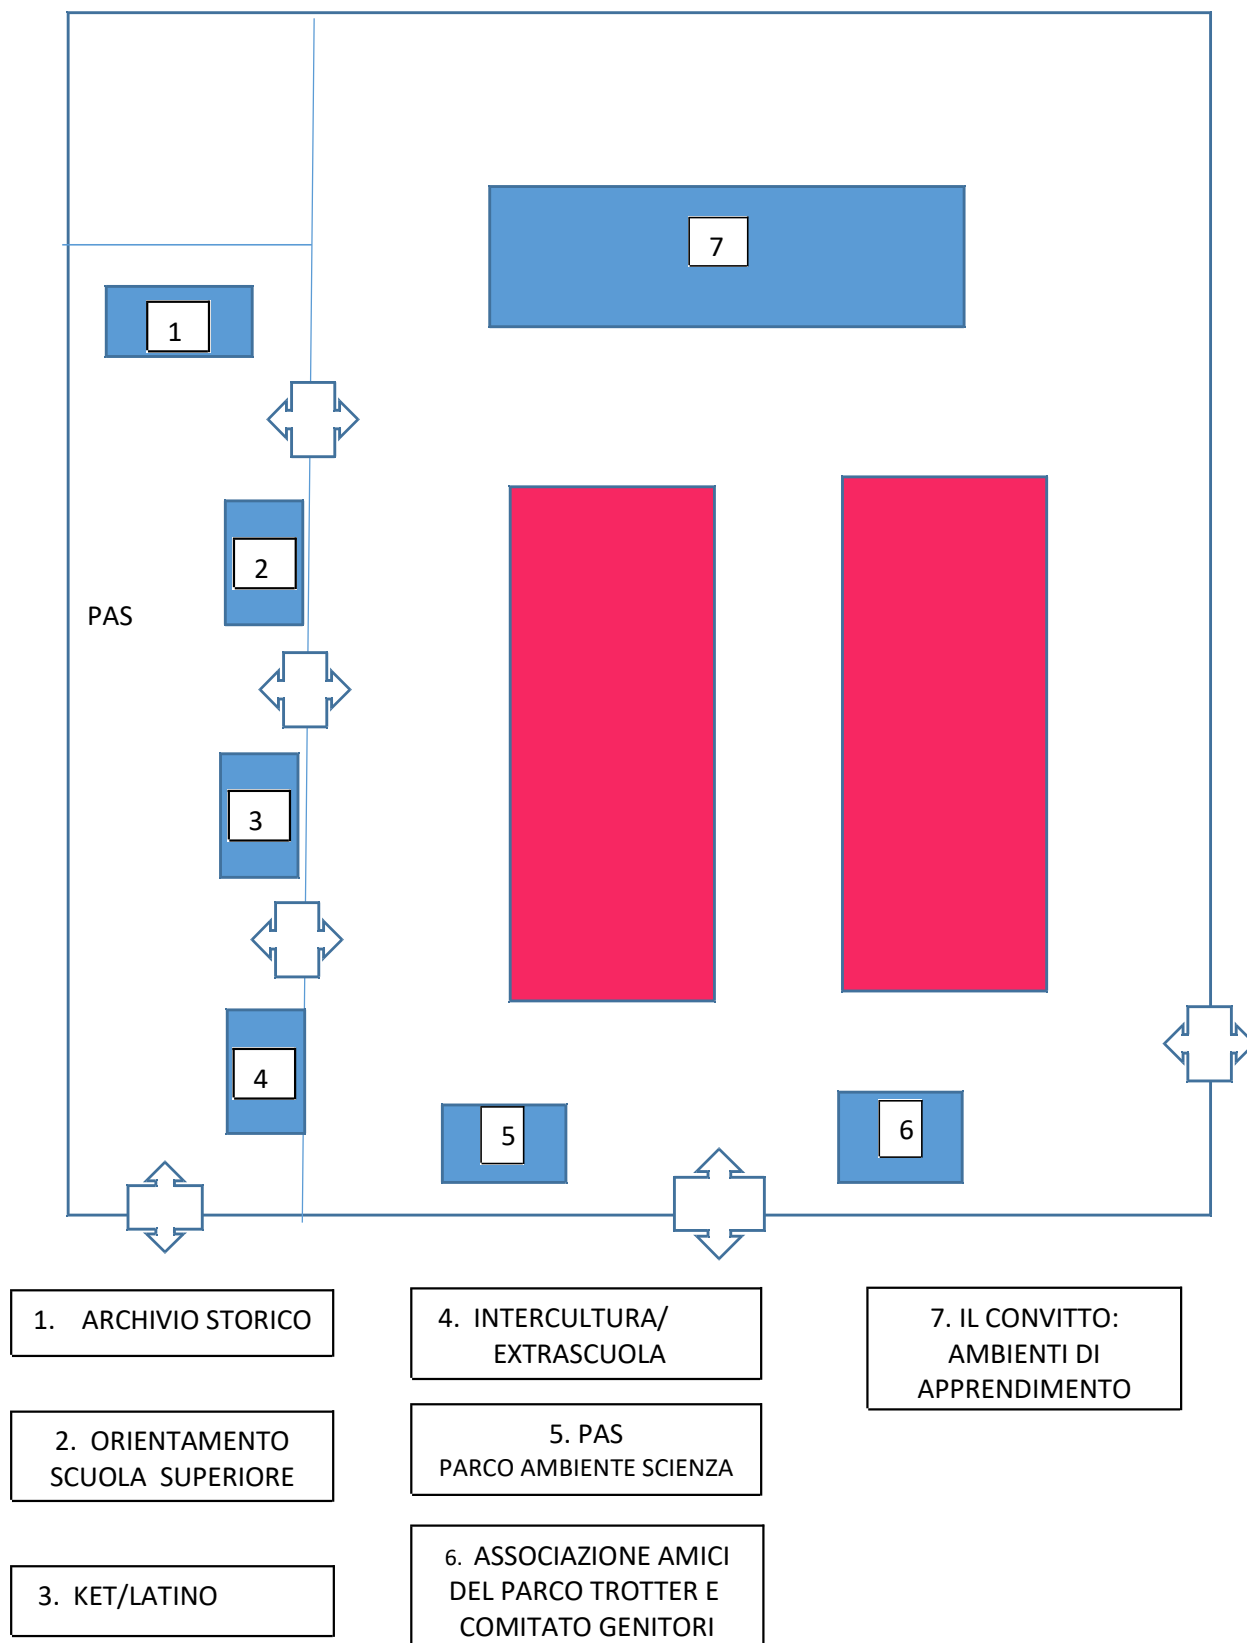 7
1
2
PAS
3
4
5
6
1. ARCHIVIO STORICO
2. ORIENTAMENTO
SCUOLA SUPERIORE
3. KET/LATINO
4. INTERCULTURA/
EXTRASCUOLA
5. PAS
PARCO AMBIENTE SCIENZA
6. ASSOCIAZIONE AMICI
DEL PARCO TROTTER E
COMITATO GENITORI
7. IL CONVITTO:
AMBIENTI DI
APPRENDIMENTO